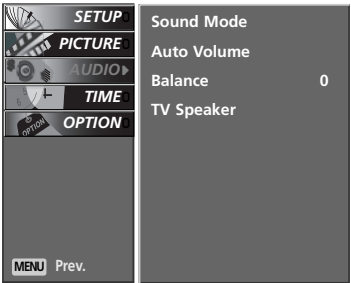 SETUP
PICTURE
AUDIO
TIME
OPTION
MENU Prev.
Sound Mode
Auto Volume
Balance 0
TV Speaker